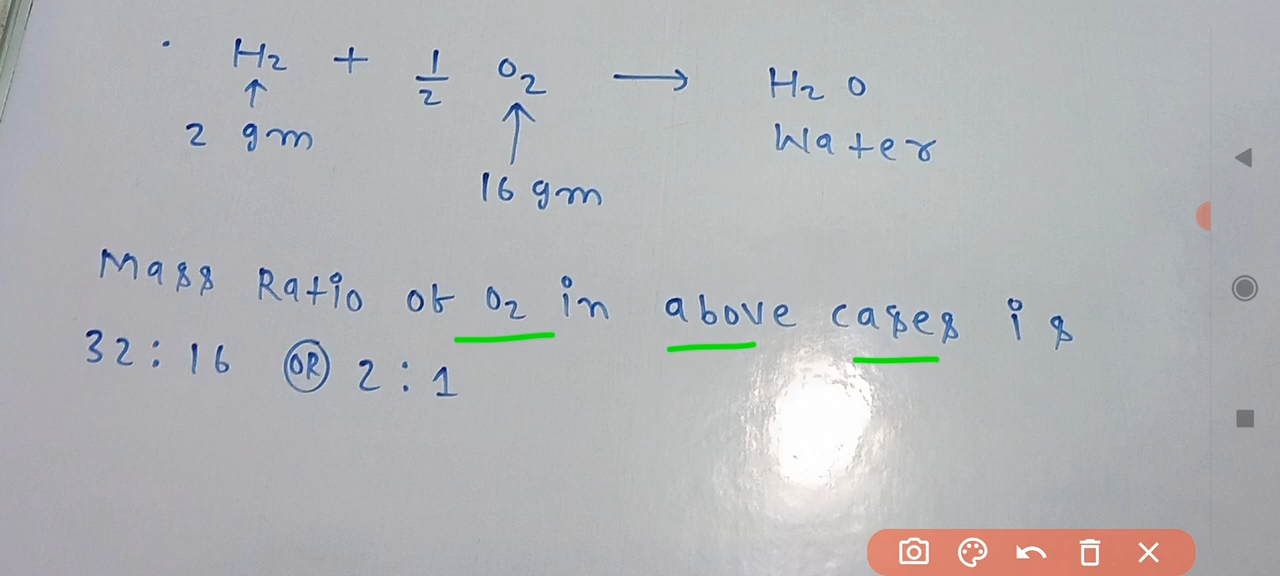 H2 + 1/2 O2 → H2O
2 gm
16 gm
Water
Mass Ratio of O2 in above cases is
32:16 OR 2:1